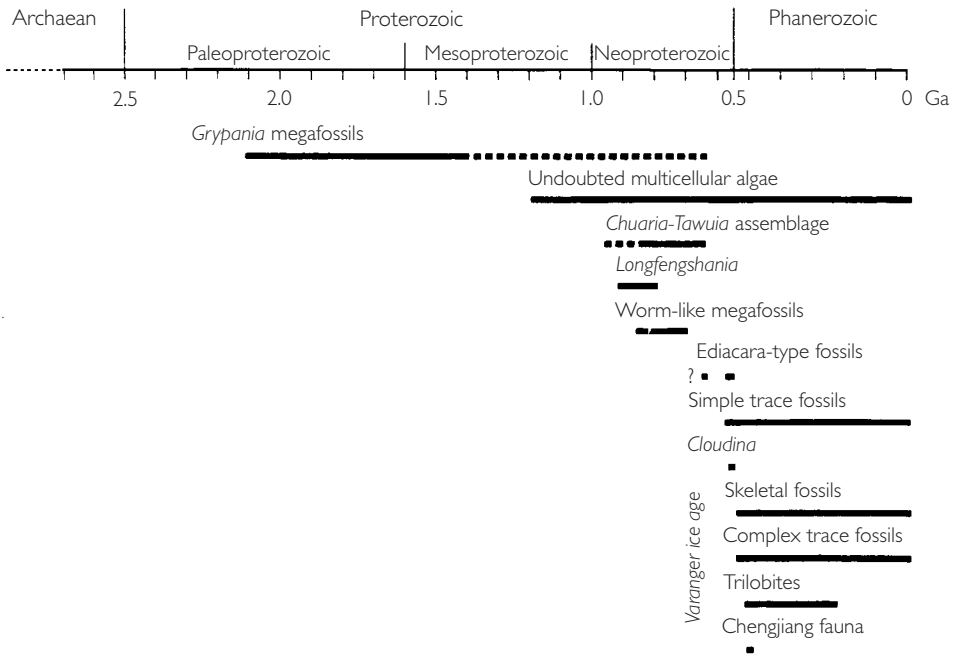 Archaean Proterozoic Phanerozoic
Paleoproterozoic Mesoproterozoic Neoproterozoic
2.5 2.0 1.5 1.0 0.5 0 Ga
Grypania megafossils
Undoubted multicellular algae
Chuaria-Tawuia assemblage
Longfengshania
Worm-like megafossils
Ediacara-type fossils
?
Simple trace fossils
Cloudina
Varanger ice age
Skeletal fossils
Complex trace fossils
Trilobites
Chengjiang fauna